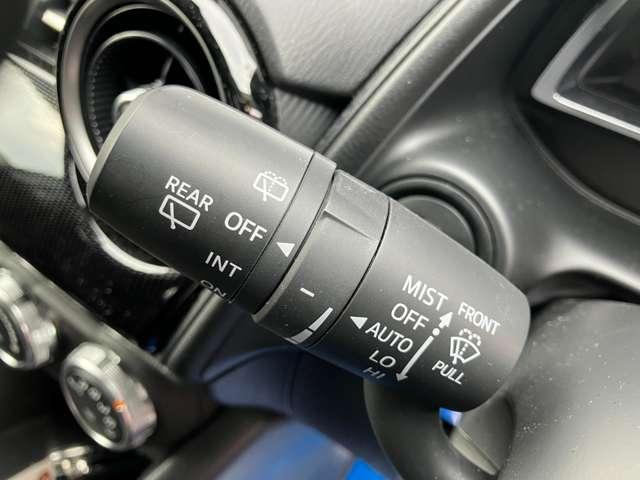 REAR
OFF
INT
ON
MIST
OFF
AUTO
LO
HI
FRONT
PULL